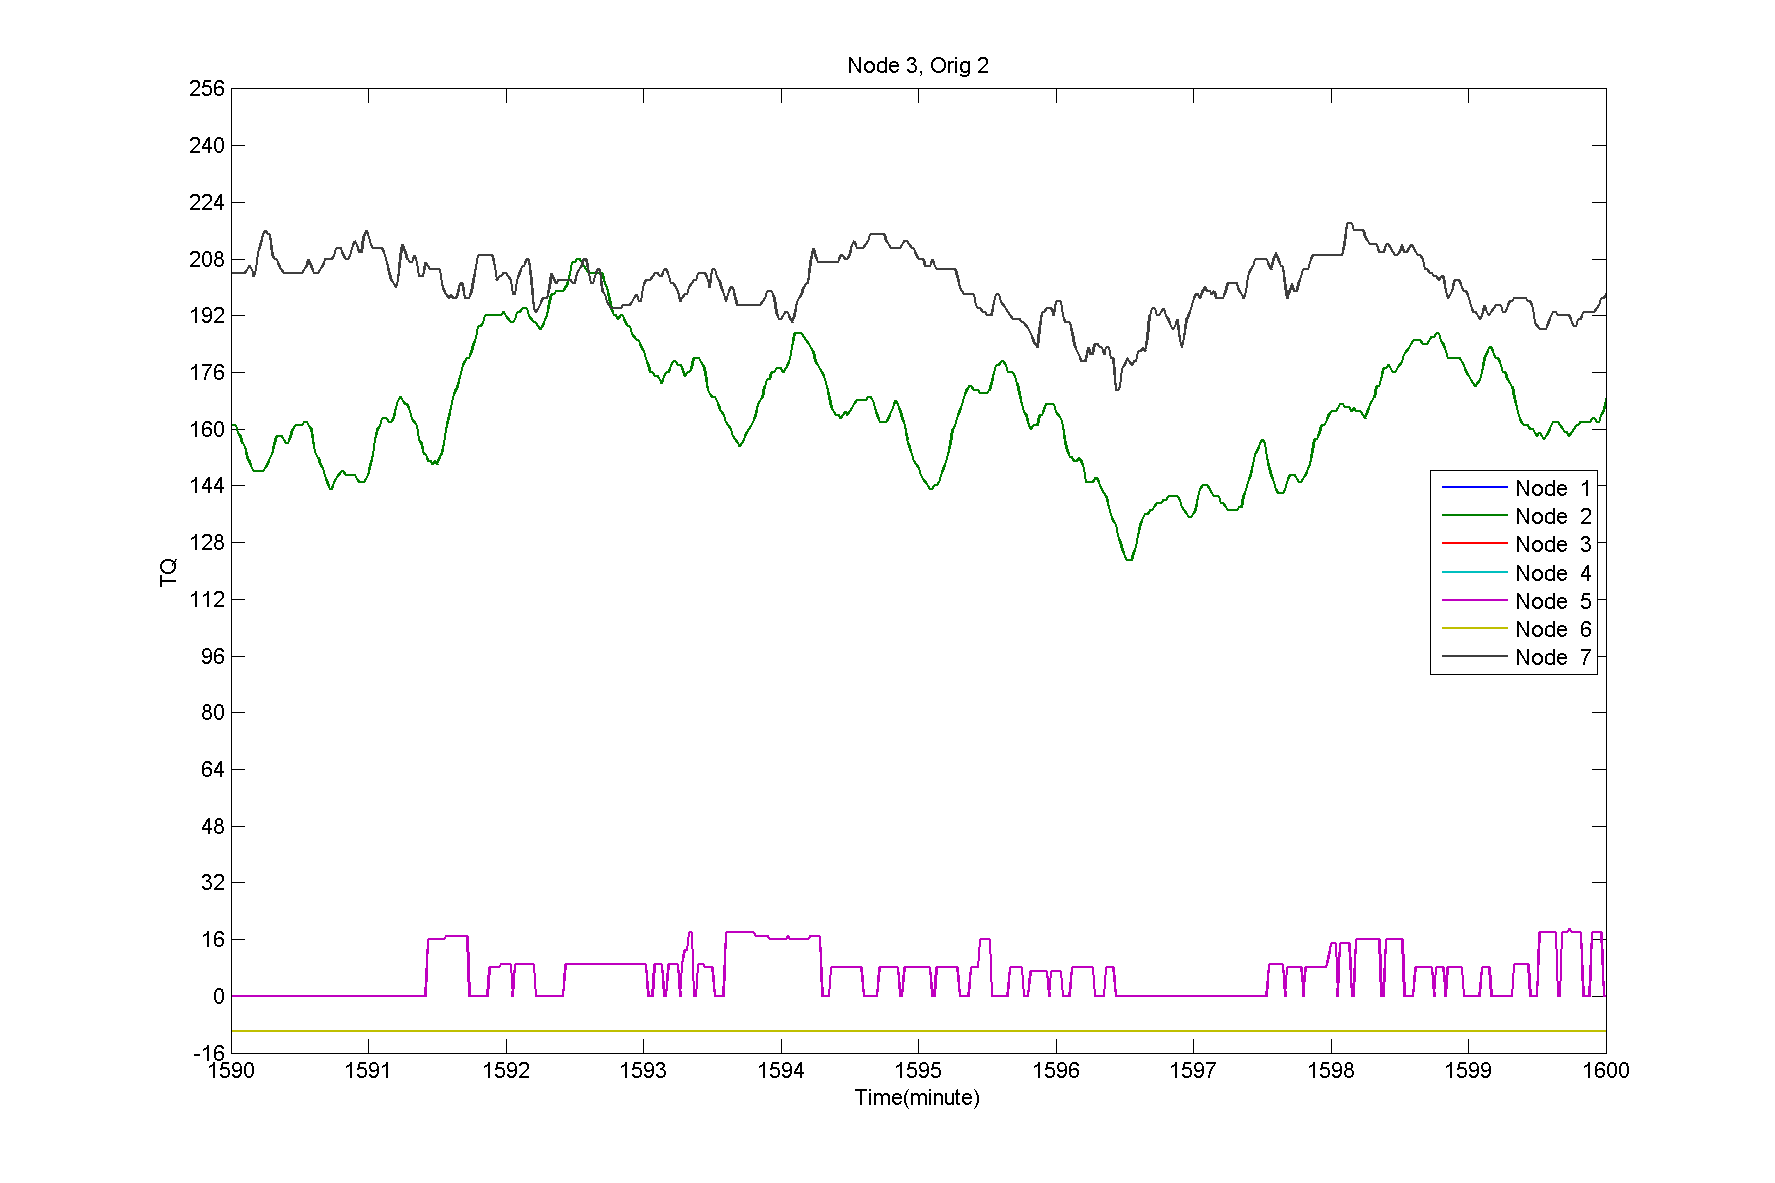 Node 3, Orig 2
256
240
224
208
192
176
160
144
128
112
96
80
64
48
32
16
0
-16
TQ
Node 1
Node 2
Node 3
Node 4
Node 5
Node 6
Node 7
1590 1591 1592 1593 1594 1595 1596 1597 1598 1599 1600
Time(minute)